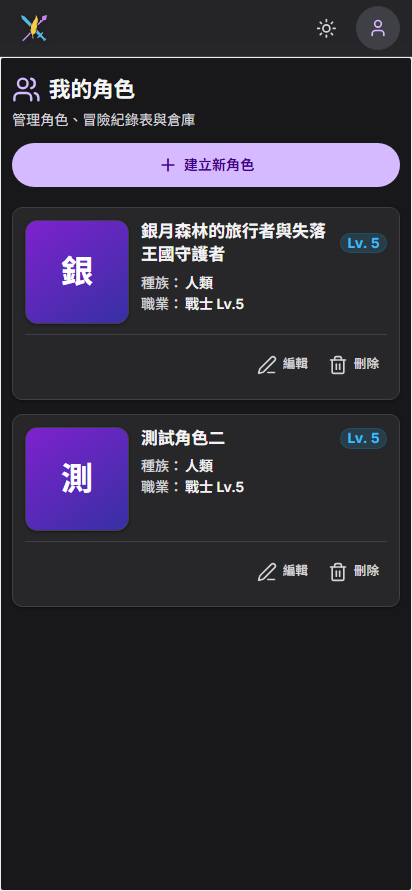 我的角色
管理角色、冒險紀錄表與倉庫
建立新角色
銀
銀月森林的旅行者與失落
王國守護者
Lv. 5
種族：人類
職業：戰士 Lv.5
編輯
刪除
測
測試角色二
Lv. 5
種族：人類
職業：戰士 Lv.5
編輯
刪除